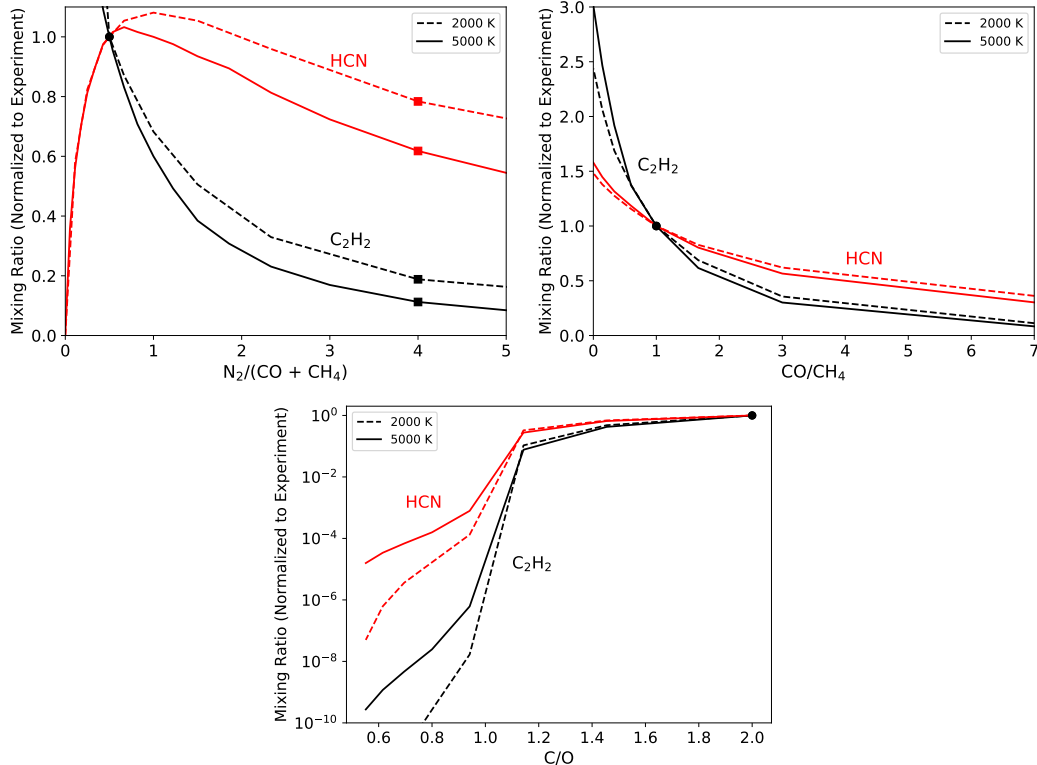 Mixing Ratio (Normalized to Experiment)
1.0
0.8
0.6
0.4
0.2
0.0
2000 K
5000 K
HCN
C₂H₂
0 1 2 3 4 5
N₂/(CO + CH₄)
Mixing Ratio (Normalized to Experiment)
3.0
2.5
2.0
1.5
1.0
0.5
0.0
2000 K
5000 K
C₂H₂
HCN
0 1 2 3 4 5 6 7
CO/CH₄
Mixing Ratio (Normalized to Experiment)
10⁰
10⁻²
10⁻⁴
10⁻⁶
10⁻⁸
10⁻¹⁰
2000 K
5000 K
HCN
C₂H₂
0.6 0.8 1.0 1.2 1.4 1.6 1.8 2.0
C/O